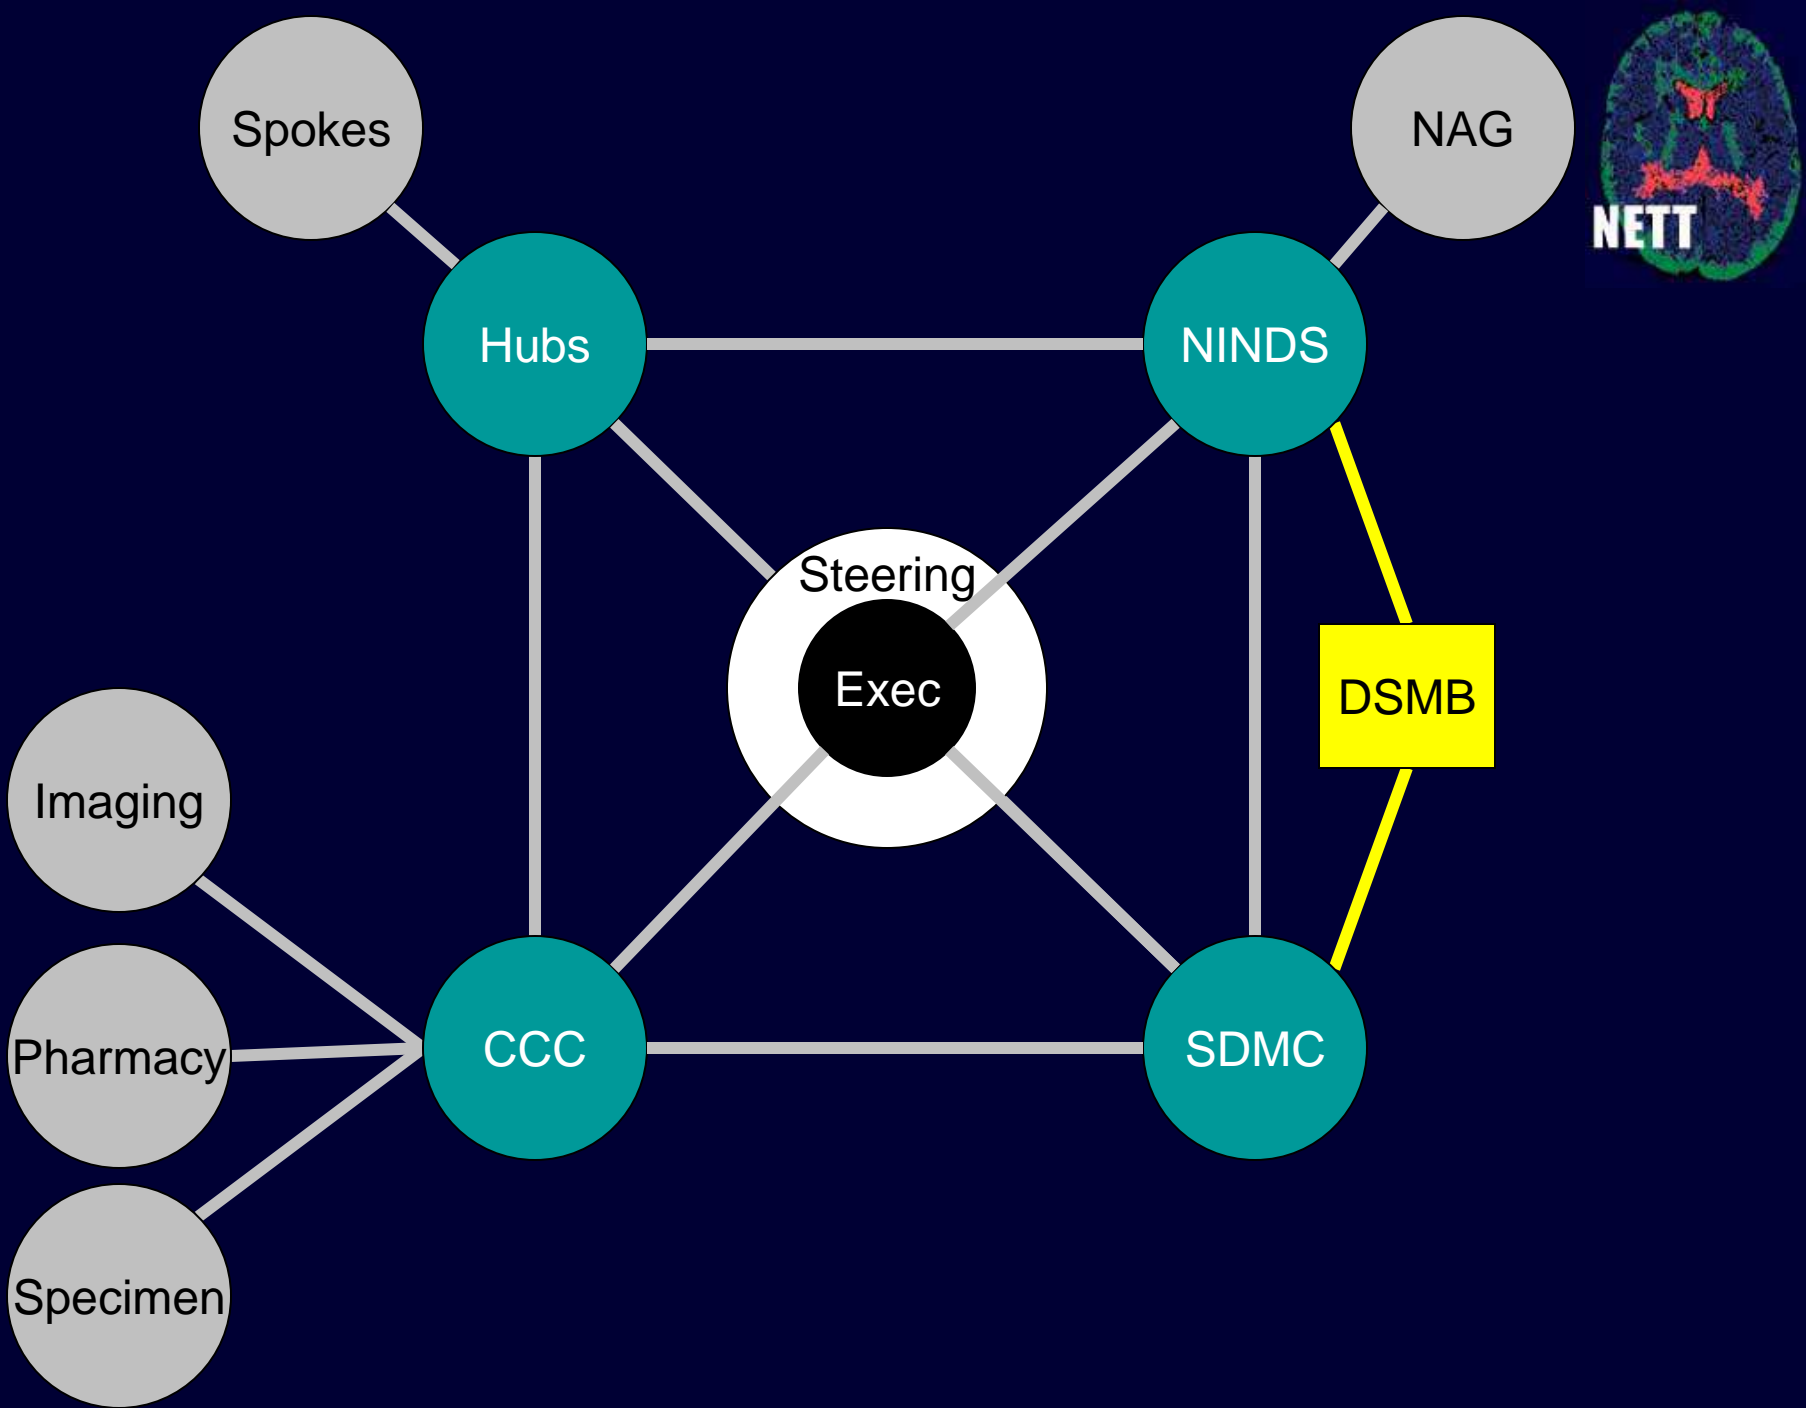 Spokes
NAG
NETT
Hubs
NINDS
Steering
Exec
DSMB
Imaging
Pharmacy
CCC
SDMC
Specimen